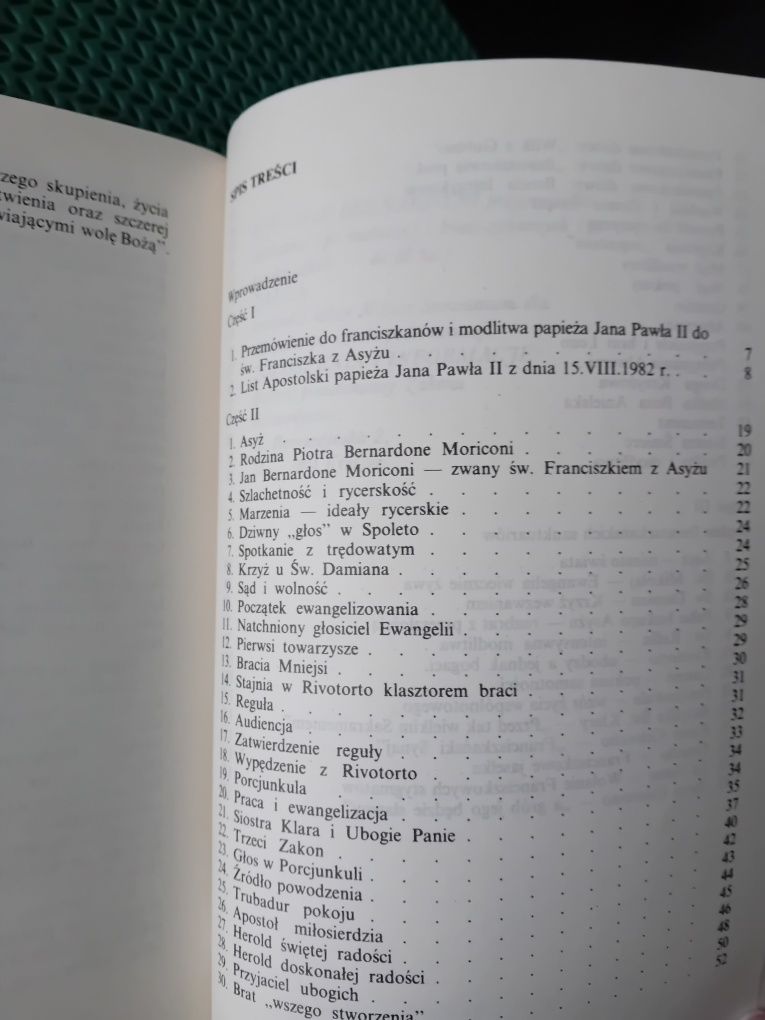 zego skupienia, życia
twienia oraz szczerej
wiającymi wolę Bożą”.
SPIS TREŚCI
Wprowadzenie
Część I
1. Przemówienie do franciszkanów i modlitwa papieża Jana Pawła II do
św. Franciszka z Asyżu . . . . . . . . . . 7
2. List Apostolski papieża Jana Pawła II z dnia 15.VIII.1982 r. . . 8
Część II
1. Asyż . . . . . . . . . . . . . 19
2. Rodzina Piotra Bernardone Moriconi . . . . . . . 20
3. Jan Bernardone Moriconi — zwany św. Franciszkiem z Asyżu 21
4. Szlachetność i rycerskość . . . . . . . . . 22
5. Marzenia — ideały rycerskie . . . . . . . . 22
6. Dziwny „głos” w Spoleto . . . . . . . . . 24
7. Spotkanie z trędowatym . . . . . . . . . 24
8. Krzyż u Św. Damiana . . . . . . . . . . 25
9. Sąd i wolność . . . . . . . . . . . 26
10. Początek ewangelizowania . . . . . . . . . 28
11. Natchniony głosiciel Ewangelii . . . . . . . . 29
12. Pierwsi towarzysze . . . . . . . . . . 29
13. Bracia Mniejsi . . . . . . . . . . . 30
14. Stajnia w Rivotorto klasztorem braci . . . . . . 31
15. Reguła . . . . . . . . . . . . 31
16. Audiencja . . . . . . . . . . . . 32
17. Zatwierdzenie reguły . . . . . . . . . . 33
18. Wypędzenie z Rivotorto . . . . . . . . . 34
19. Porcjunkula . . . . . . . . . . . 34
20. Praca i ewangelizacja . . . . . . . . . 35
21. Siostra Klara i Ubogie Panie . . . . . . . . 37
22. Trzeci Zakon . . . . . . . . . . . 40
23. Głos w Porcjunkuli . . . . . . . . . . 42
24. Źródło powodzenia . . . . . . . . . . 43
25. Trubadur pokoju . . . . . . . . . . 44
26. Apostoł miłosierdzia . . . . . . . . . 45
27. Herold świętej radości . . . . . . . . . 46
28. Herold doskonałej radości . . . . . . . . 48
29. Przyjaciel ubogich . . . . . . . . . . 50
30. Brat „wszego stworzenia” . . . . . . . . 52